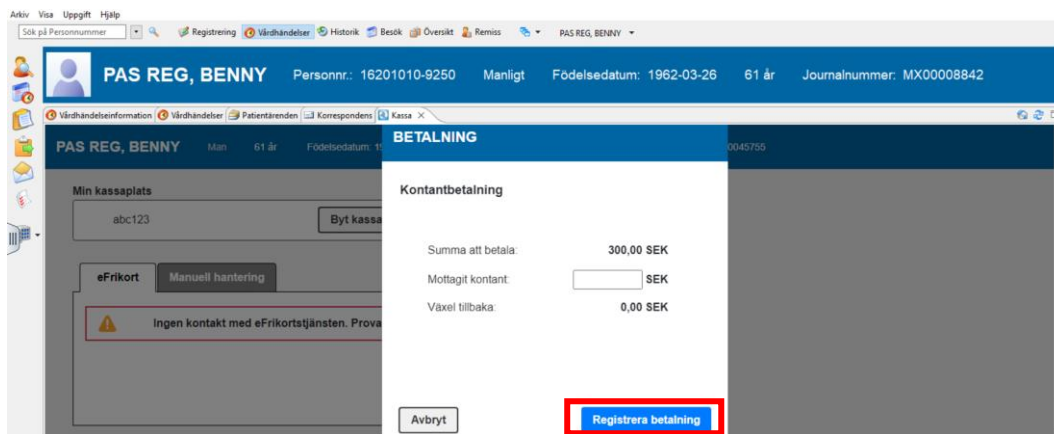 Arkiv Visa Uppgift Hjälp
Sök på Personnummer Registrering Vårdhändelser Historik Besök Översikt Remiss PAS REG, BENNY
PAS REG, BENNY Personnr.: 16201010-9250 Manligt Födelsedatum: 1962-03-26 61 år Journalnummer: MX00008842
Vårdhändelseinformation Vårdhändelser Patientärenden Korrespondens Kassa
BETALNING
PAS REG, BENNY Man 61 år Födelsedatum: 19 0045755
Kontantbetalning
Min kassaplats
abc123 Byt kassa
Summa att betala: 300,00 SEK
eFrikort Manuell hantering
Mottagit kontant: SEK
Växel tillbaka: 0,00 SEK
Ingen kontakt med eFrikortstjänsten. Prova
Avbryt Registrera betalning